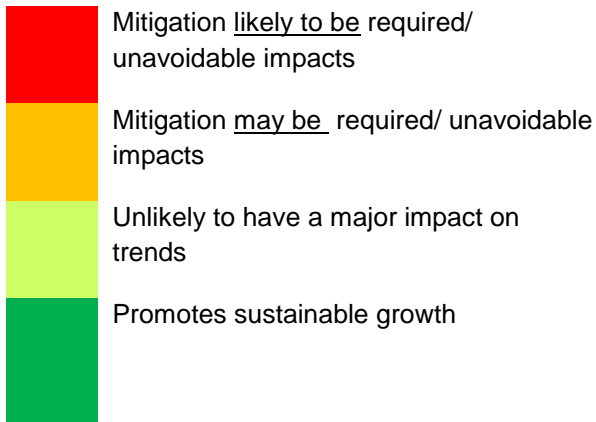 Mitigation likely to be required/
unavoidable impacts
Mitigation may be  required/ unavoidable
impacts
Unlikely to have a major impact on
trends
Promotes sustainable growth